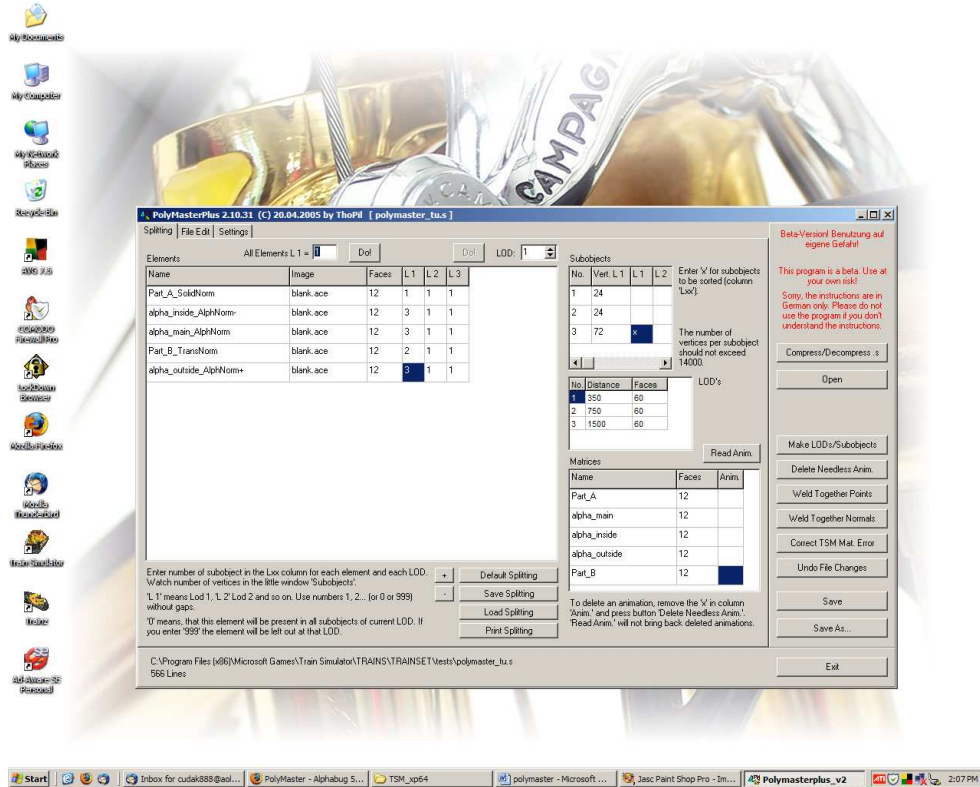 My Documents
My Computer
My Network Places
Recycle Bin
AVG 7.5
COMODO Firewall Pro
LockDown Browser
Mozilla Firefox
Mozilla Thunderbird
Train Simulator
Trainz
Ad-Aware SE Personal
CAMPAG
CAM
PolyMasterPlus 2.10.31 (C) 20.04.2005 by ThoPil [ polymaster_tu.s ]
Splitting File Edit Settings
Elements All Elements L 1 = 1 Do! Do! LOD: 1
Name Image Faces L 1 L 2 L 3
Part_A_SolidNorm blank.ace 12 1 1 1
alpha_inside_AlphNorm- blank.ace 12 3 1 1
alpha_main_AlphNorm blank.ace 12 3 1 1
Part_B_TransNorm blank.ace 12 2 1 1
alpha_outside_AlphNorm+ blank.ace 12 3 1 1
Enter number of subobject in the Lxx column for each element and each LOD.
Watch number of vertices in the little window 'Subobjects'.
'L 1' means Lod 1, 'L 2' Lod 2 and so on. Use numbers 1, 2... (or 0 or 999)
without gaps.
'0' means, that this element will be present in all subobjects of current LOD. If
you enter '999' the element will be left out at that LOD.
+
-
Default Splitting
Save Splitting
Load Splitting
Print Splitting
Subobjects
No. Vert. L 1 L 1 L 2
1 24
2 24
3 72 x
Enter 'x' for subobjects
to be sorted (column
'Lxx').
The number of
vertices per subobject
should not exceed
14000.
LOD's
No. Distance Faces
1 350 60
2 750 60
3 1500 60
Read Anim.
Matrices
Name Faces Anim.
Part_A 12
alpha_main 12
alpha_inside 12
alpha_outside 12
Part_B 12
To delete an animation, remove the 'x' in column
'Anim.' and press button 'Delete Needless Anim.'.
'Read Anim.' will not bring back deleted animations.
Beta-Version! Benutzung auf
eigene Gefahr!
This program is a beta. Use at
your own risk!
Sorry, the instructions are in
German only. Please do not
use the program if you don't
understand the instructions.
Compress/Decompress .s
Open
Make LODs/Subobjects
Delete Needless Anim.
Weld Together Points
Weld Together Normals
Correct TSM Mat. Error
Undo File Changes
Save
Save As...
Exit
C:\Program Files (x86)\Microsoft Games\Train Simulator\TRAINS\TRAINSET\tests\polymaster_tu.s
566 Lines
Start Inbox for cudak888@aol... PolyMaster - Alphabug 5... TSM_xp64 polymaster - Microsoft ... Jasc Paint Shop Pro - Im... Polymasterplus_v2 2:07 PM